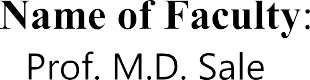 Name of Faculty:
Prof. M.D. Sale